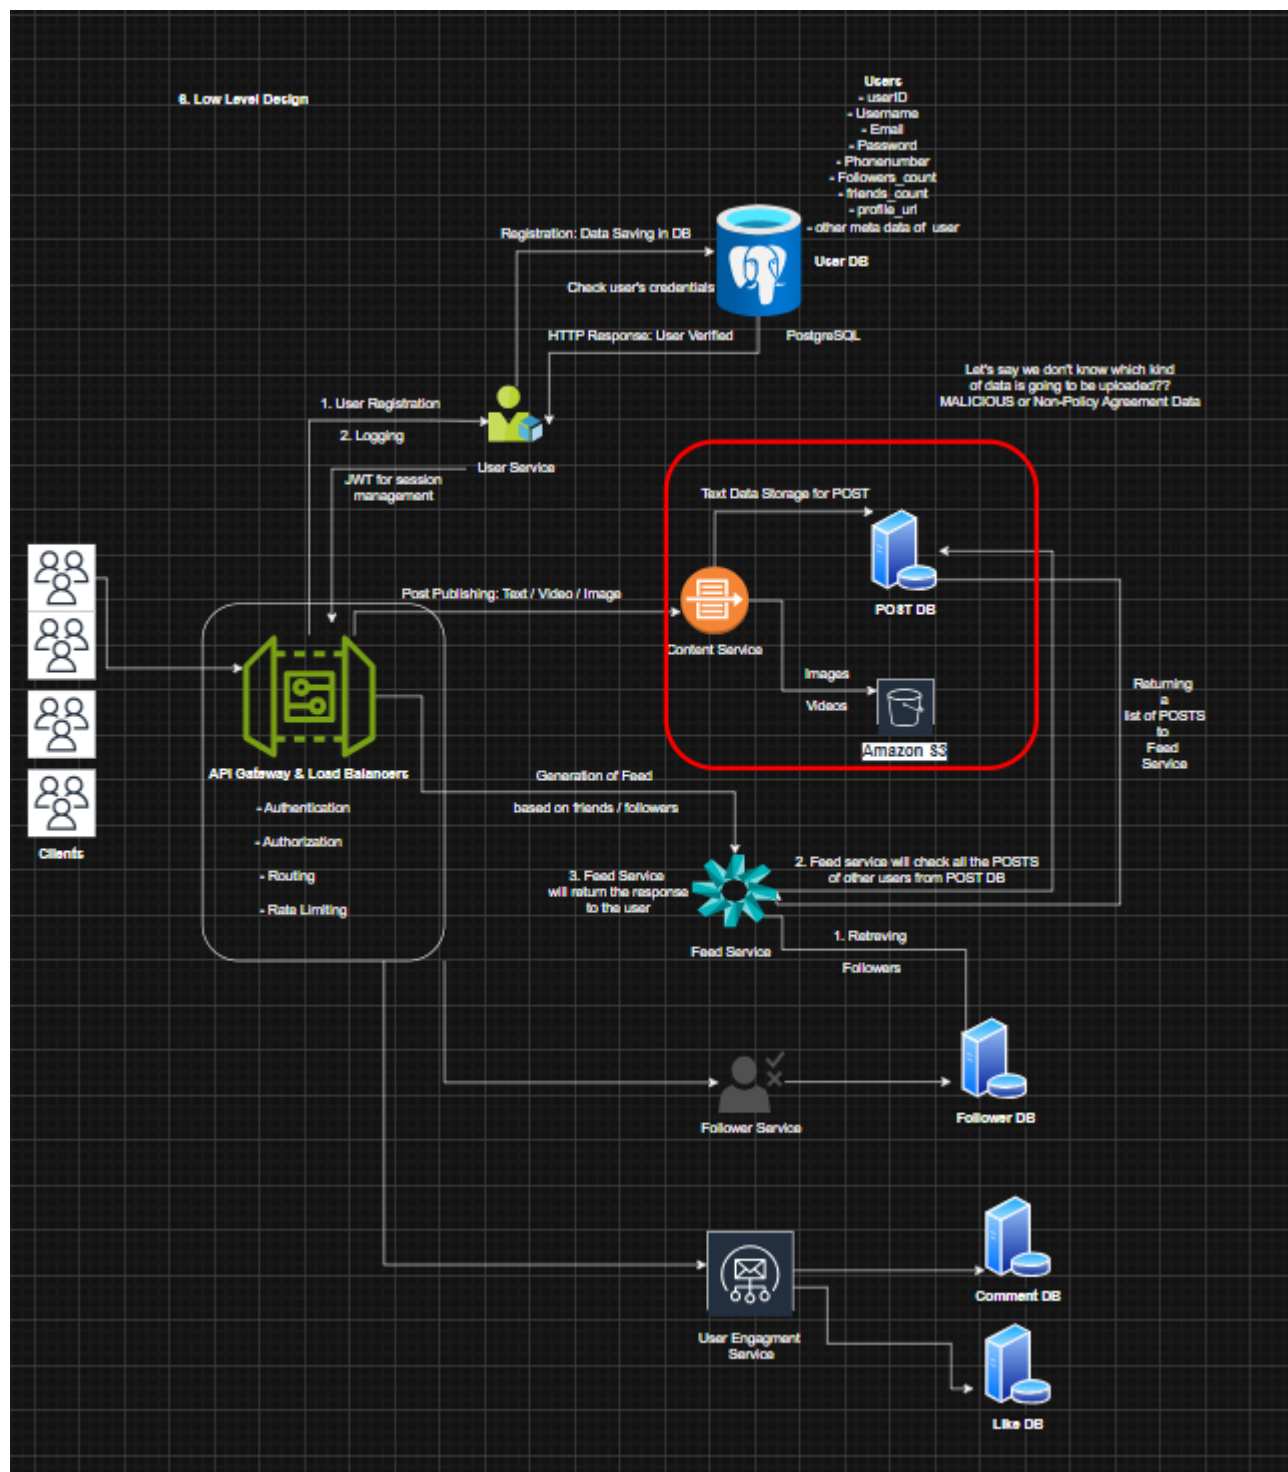 6. Low Level Design
Users
- userID
- Username
- Email
- Password
- Phonenumber
- Followers_count
- friends_count
- profile_url
- other meta data of user
Registration: Data Saving in DB
User DB
Check user's credentials
HTTP Response: User Verified
PostgreSQL
Let's say we don't know which kind
of data is going to be uploaded??
MALICIOUS or Non-Policy Agreement Data
1. User Registration
2. Logging
User Service
JWT for session
management
Text Data Storage for POST
Post Publishing: Text / Video / Image
POST DB
Content Service
Images
Videos
Amazon S3
Returning
a
list of POSTS
to
Feed
Service
API Gateway & Load Balancers
- Authentication
- Authorization
- Routing
- Rate Limiting
Clients
Generation of Feed
based on friends / followers
3. Feed Service
will return the response
to the user
2. Feed service will check all the POSTS
of other users from POST DB
Feed Service
1. Retreving
Followers
Follower Service
Follower DB
User Engagment
Service
Comment DB
Like DB